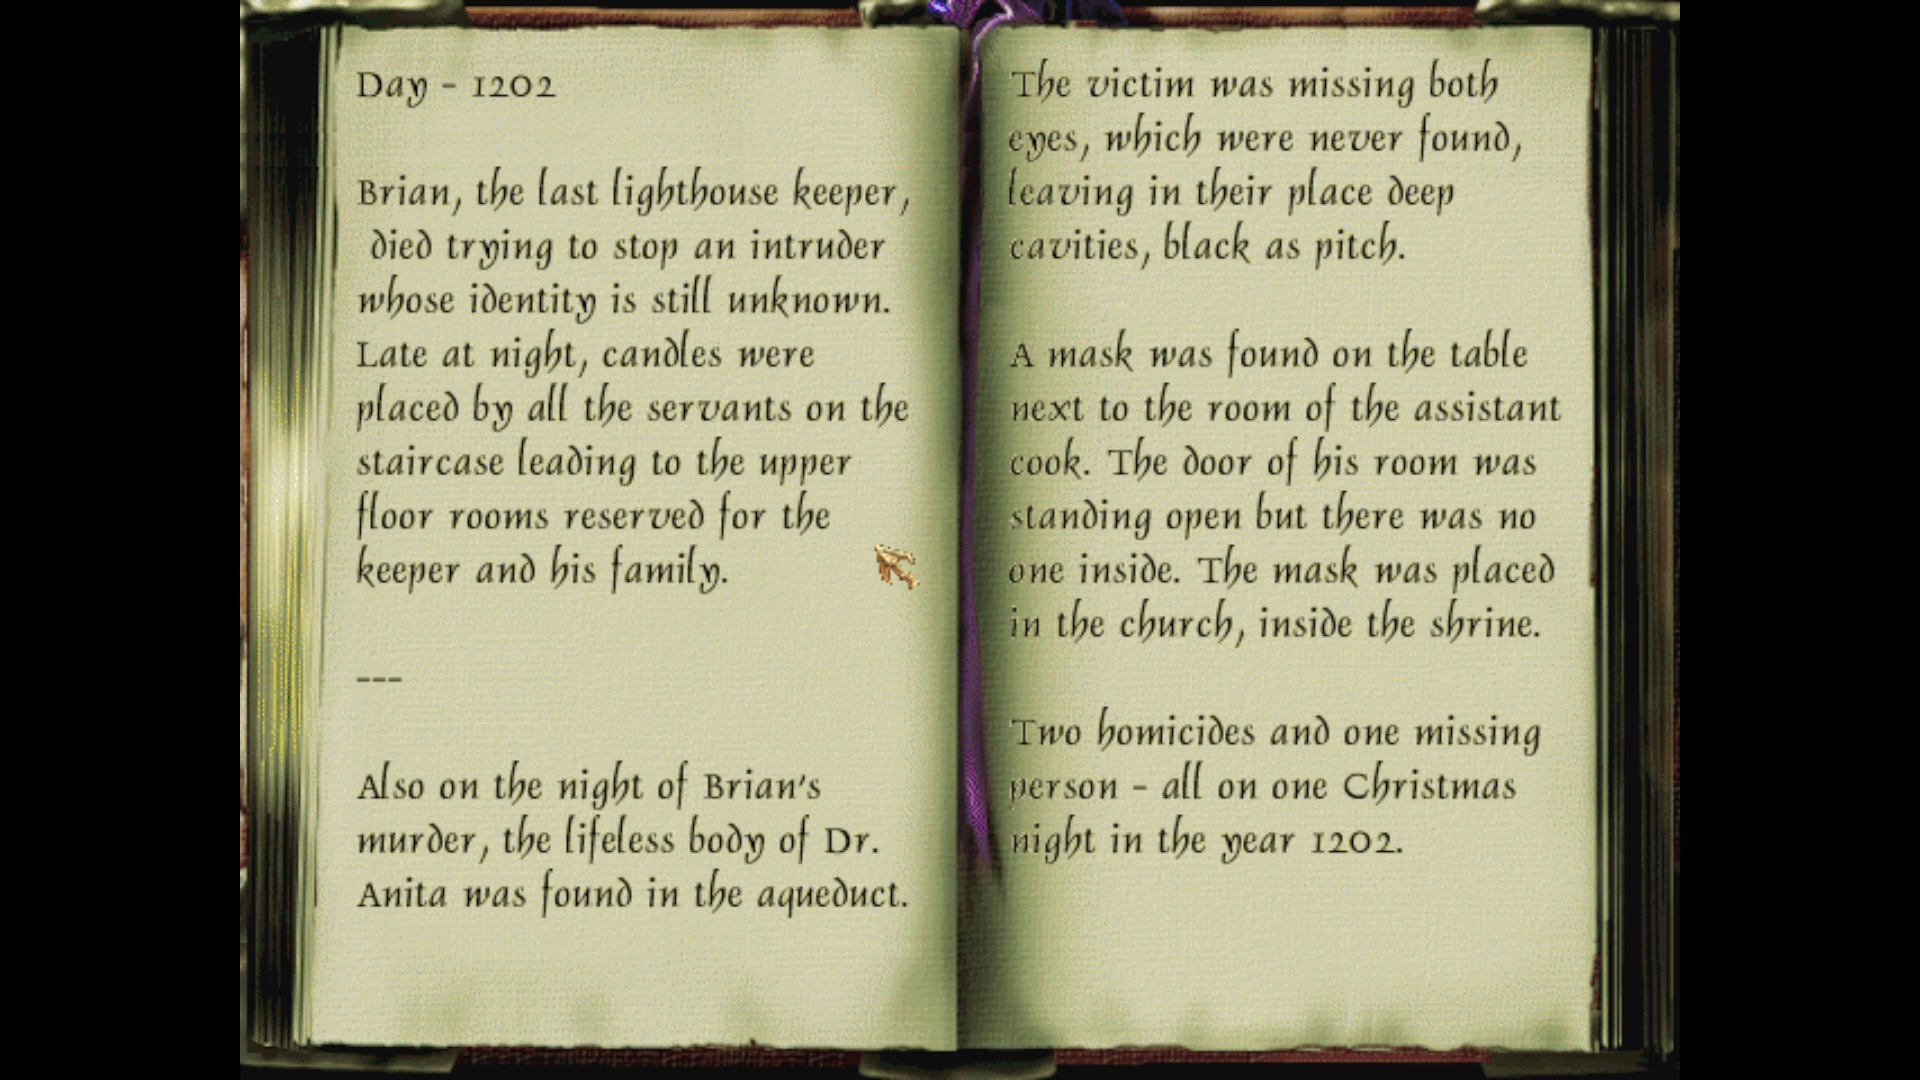 Day - 1202
Brian, the last lighthouse keeper,
died trying to stop an intruder
whose identity is still unknown.
Late at night, candles were
placed by all the servants on the
staircase leading to the upper
floor rooms reserved for the
keeper and his family.
---
Also on the night of Brian's
murder, the lifeless body of Dr.
Anita was found in the aqueduct.
The victim was missing both
eyes, which were never found,
leaving in their place deep
cavities, black as pitch.
A mask was found on the table
next to the room of the assistant
cook. The door of his room was
standing open but there was no
one inside. The mask was placed
in the church, inside the shrine.
Two homicides and one missing
person - all on one Christmas
night in the year 1202.